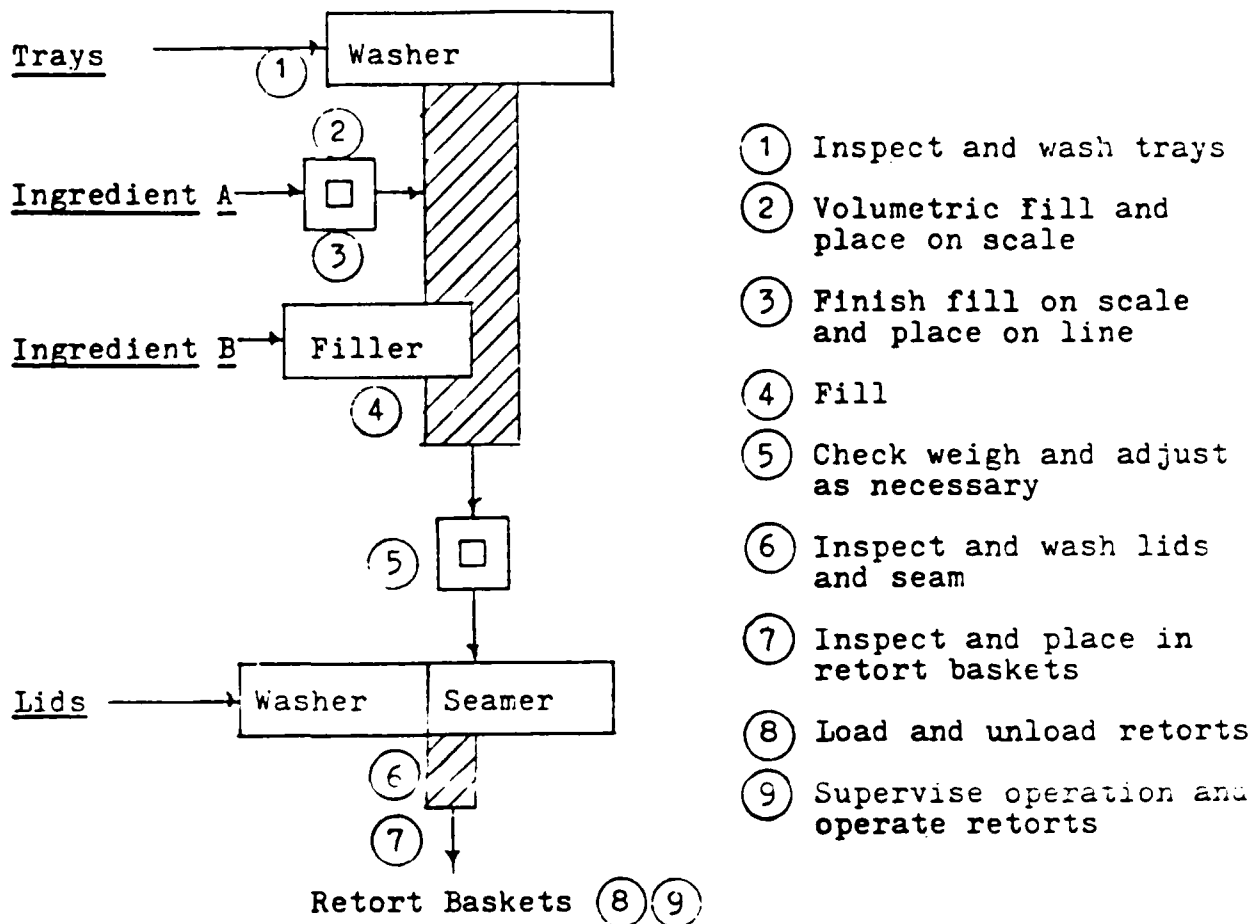 Trays
Washer
1
2
Ingredient A
3
Ingredient B
Filler
4
5
Lids
Washer
Seamer
6
7
Retort Baskets 8 9
1 Inspect and wash trays
2 Volumetric fill and
place on scale
3 Finish fill on scale
and place on line
4 Fill
5 Check weigh and adjust
as necessary
6 Inspect and wash lids
and seam
7 Inspect and place in
retort baskets
8 Load and unload retorts
9 Supervise operation and
operate retorts